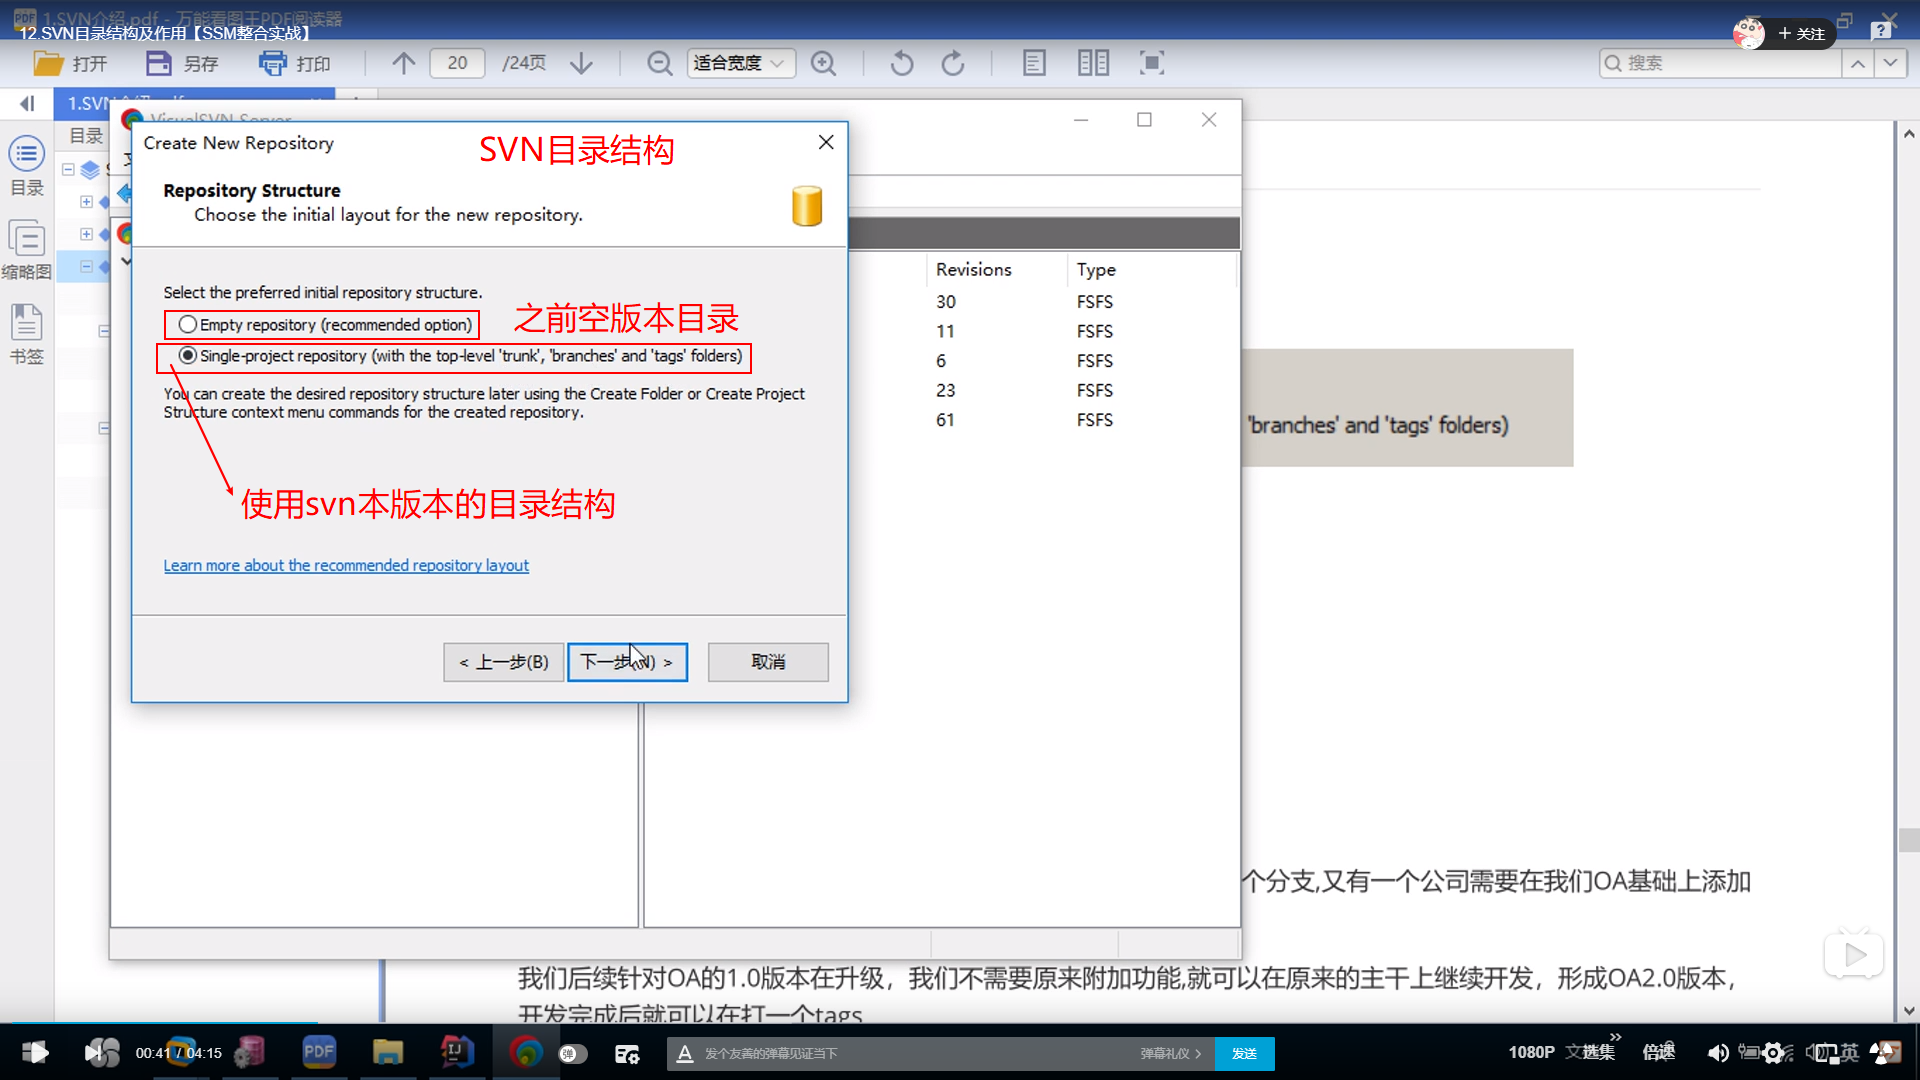 1.SVN介绍.pdf - 万能看图王PDF阅读器
12.SVN目录结构及作用【SSM整合实战】
+ 关注
打开
另存
打印
20
/24页
适合宽度
搜索
目录
VisualSVN Server
Create New Repository
SVN目录结构
Repository Structure
Choose the initial layout for the new repository.
目录
缩略图
书签
Revisions
Type
30
FSFS
11
FSFS
6
FSFS
23
FSFS
61
FSFS
Select the preferred initial repository structure.
Empty repository (recommended option)
之前空版本目录
Single-project repository (with the top-level 'trunk', 'branches' and 'tags' folders)
You can create the desired repository structure later using the Create Folder or Create Project
Structure context menu commands for the created repository.
'branches' and 'tags' folders)
使用svn本版本的目录结构
Learn more about the recommended repository layout
< 上一步(B)
下一步(N) >
取消
个分支,又有一个公司需要在我们OA基础上添加
我们后续针对OA的1.0版本在升级，我们不需要原来附加功能,就可以在原来的主干上继续开发，形成OA2.0版本，
开发完成后就可以在打一个tags
00:41 / 04:15
PDF
弹
发个友善的弹幕见证当下
弹幕礼仪 >
发送
1080P
选集
倍速
英